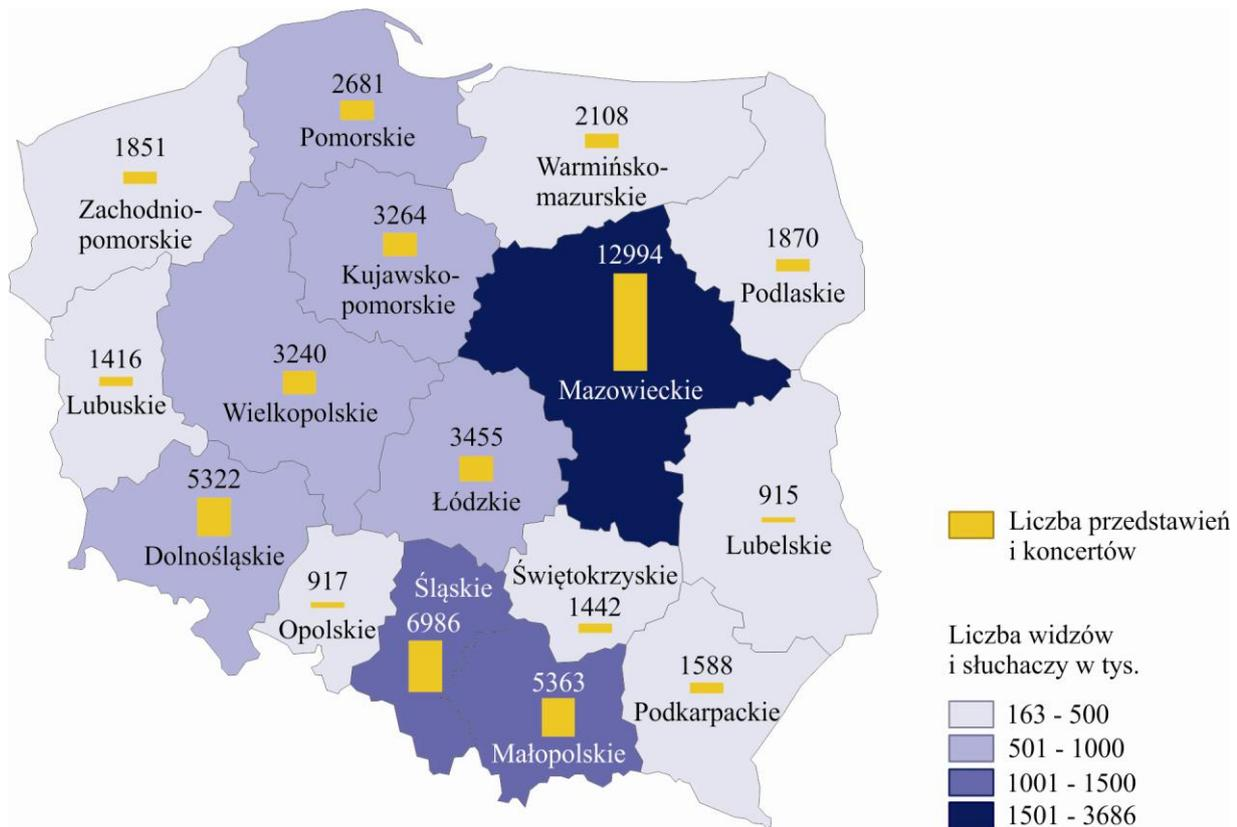 2681
Pomorskie
2108
Warmińsko-
mazurskie
1851
Zachodnio-
pomorskie
3264
Kujawsko-
pomorskie
12994
Mazowieckie
1870
Podlaskie
1416
Lubuskie
3240
Wielkopolskie
3455
Łódzkie
5322
Dolnośląskie
915
Lubelskie
917
Opolskie
Śląskie
6986
Świętokrzyskie
1442
5363
Małopolskie
1588
Podkarpackie
Liczba przedstawień
i koncertów
Liczba widzów
i słuchaczy w tys.
163 - 500
501 - 1000
1001 - 1500
1501 - 3686